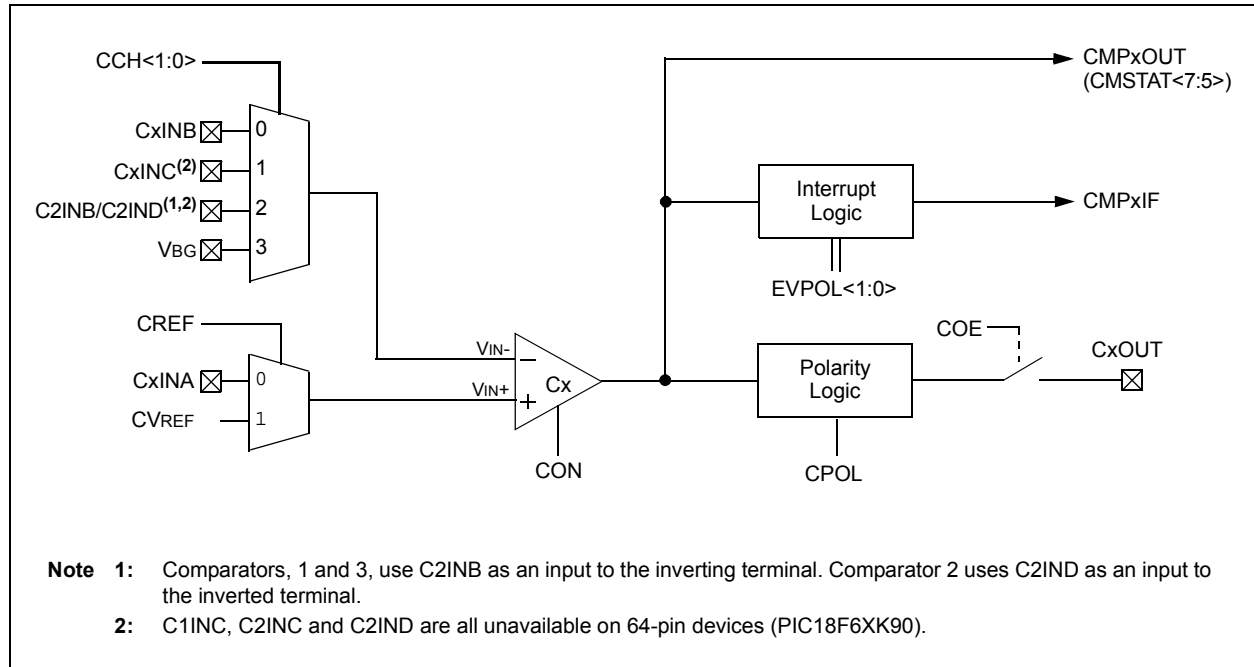 CCH<1:0>
CMPxOUT
(CMSTAT<7:5>)
CxINB
0
CxINC(2)
1
Interrupt
Logic
CMPxIF
C2INB/C2IND(1,2)
2
VBG
3
EVPOL<1:0>
CREF
COE
CxOUT
VIN-
–
Polarity
Logic
CxINA
0
Cx
VIN+
+
CVREF
1
CON
CPOL
Note 1: Comparators, 1 and 3, use C2INB as an input to the inverting terminal. Comparator 2 uses C2IND as an input to
the inverted terminal.
2: C1INC, C2INC and C2IND are all unavailable on 64-pin devices (PIC18F6XK90).